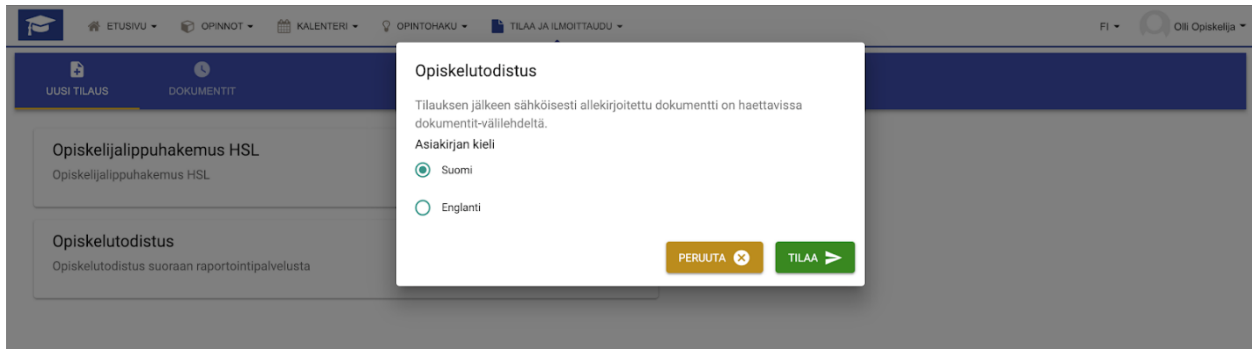 ETUSIVU OPINNOT KALENTERI OPINTOHAKU TILAA JA ILMOITTAUDU FI Olli Opiskelija
UUSI TILAUS DOKUMENTIT
Opiskelijalippuhakemus HSL
Opiskelijalippuhakemus HSL
Opiskelutodistus
Opiskelutodistus suoraan raportointipalvelusta
Opiskelutodistus
Tilauksen jälkeen sähköisesti allekirjoitettu dokumentti on haettavissa
dokumentit-välilehdeltä.
Asiakirjan kieli
Suomi
Englanti
PERUUTA TILAA